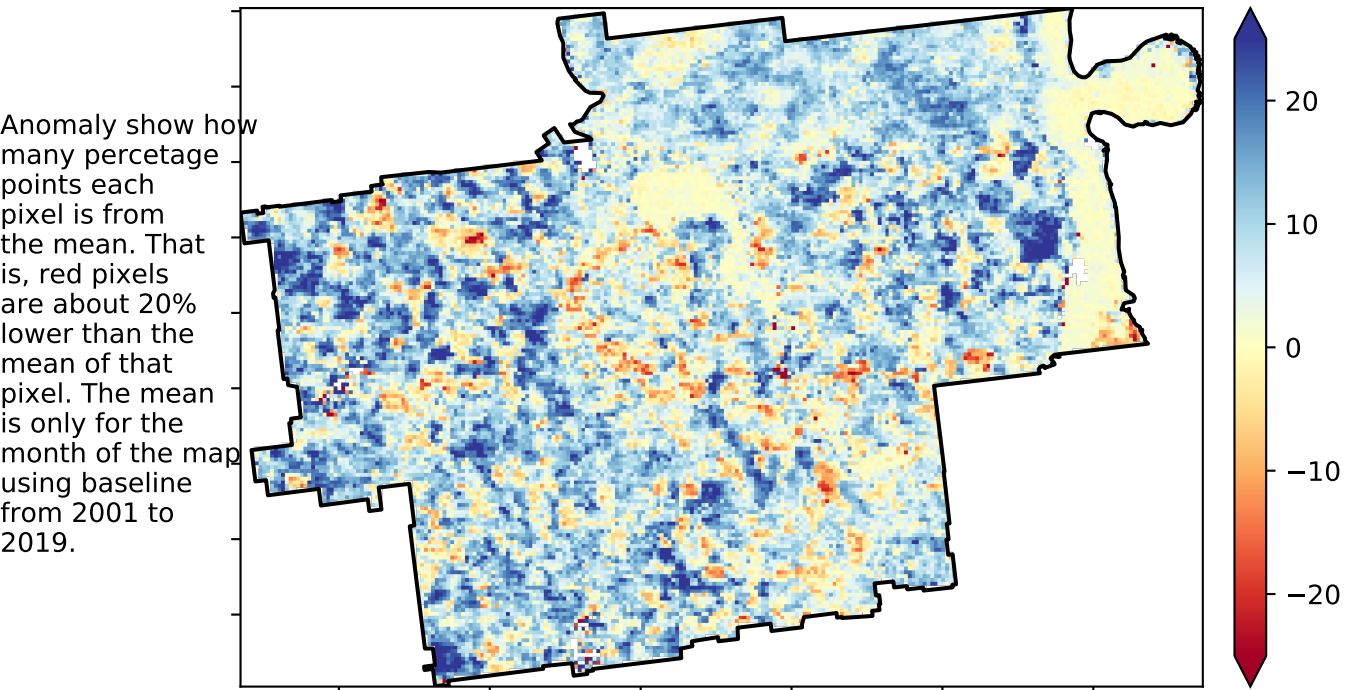 Anomaly show how
many percetage
points each
pixel is from
the mean. That
is, red pixels
are about 20%
lower than the
mean of that
pixel. The mean
is only for the
month of the map
using baseline
from 2001 to
2019.
20
10
0
−10
−20